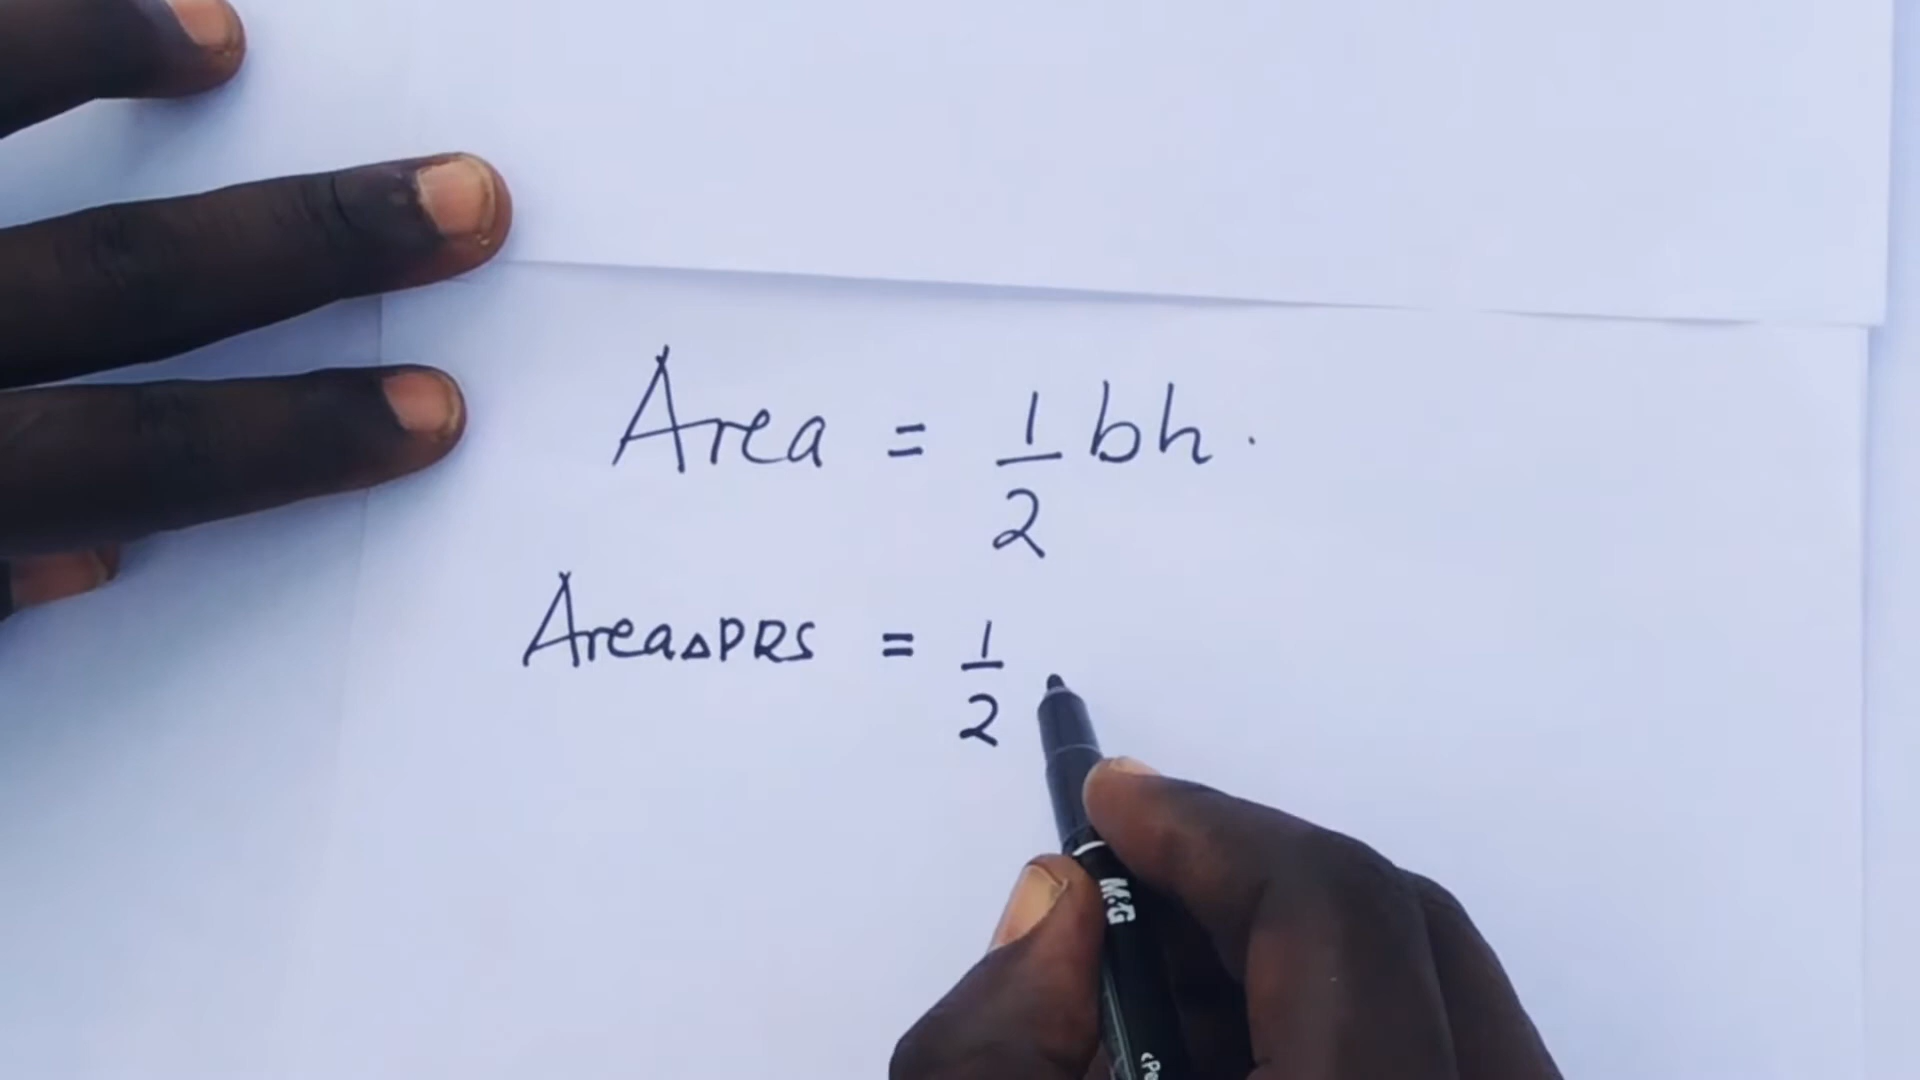 Area = 1/2 bh.
Area△PRS = 1/2
M&G